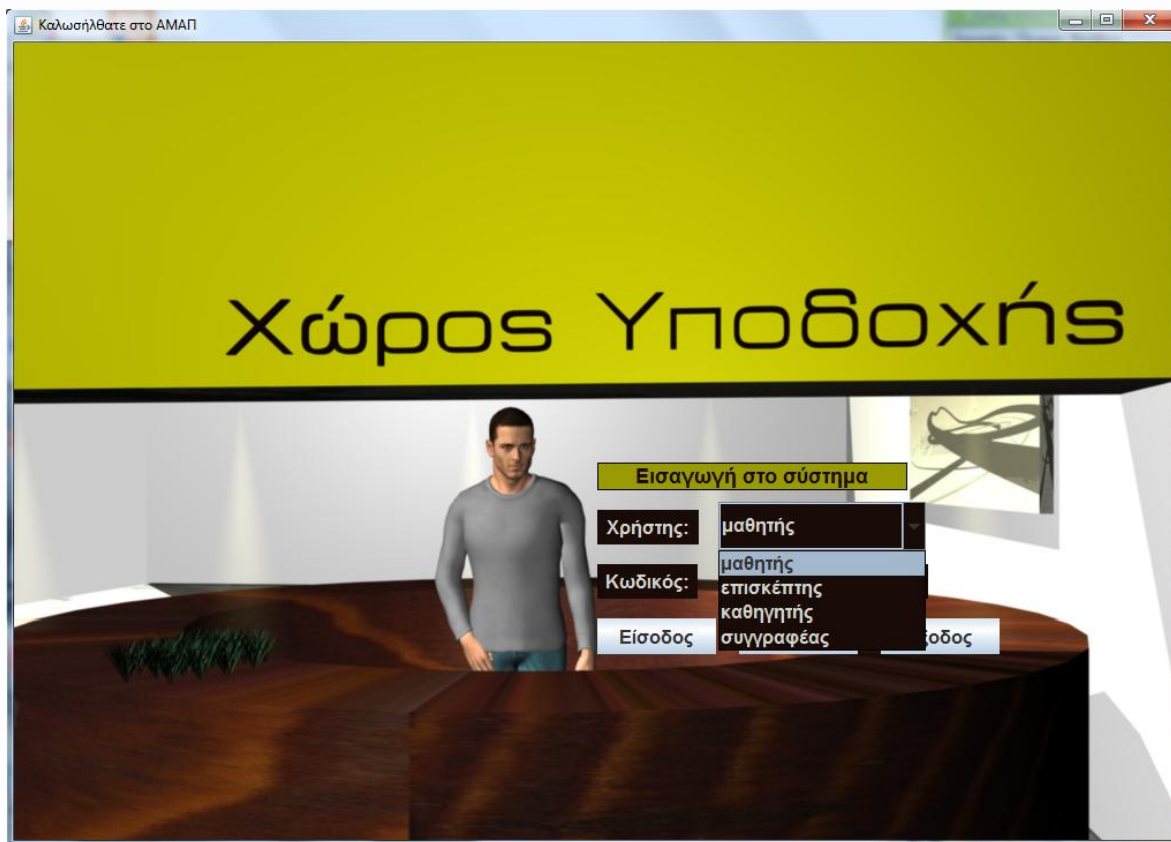 Καλωσήλθατε στο ΑΜΑΠ
Χώρος Υποδοχής
Εισαγωγή στο σύστημα
Χρήστης:
μαθητής
μαθητής
επισκέπτης
καθηγητής
συγγραφέας
Κωδικός:
Είσοδος